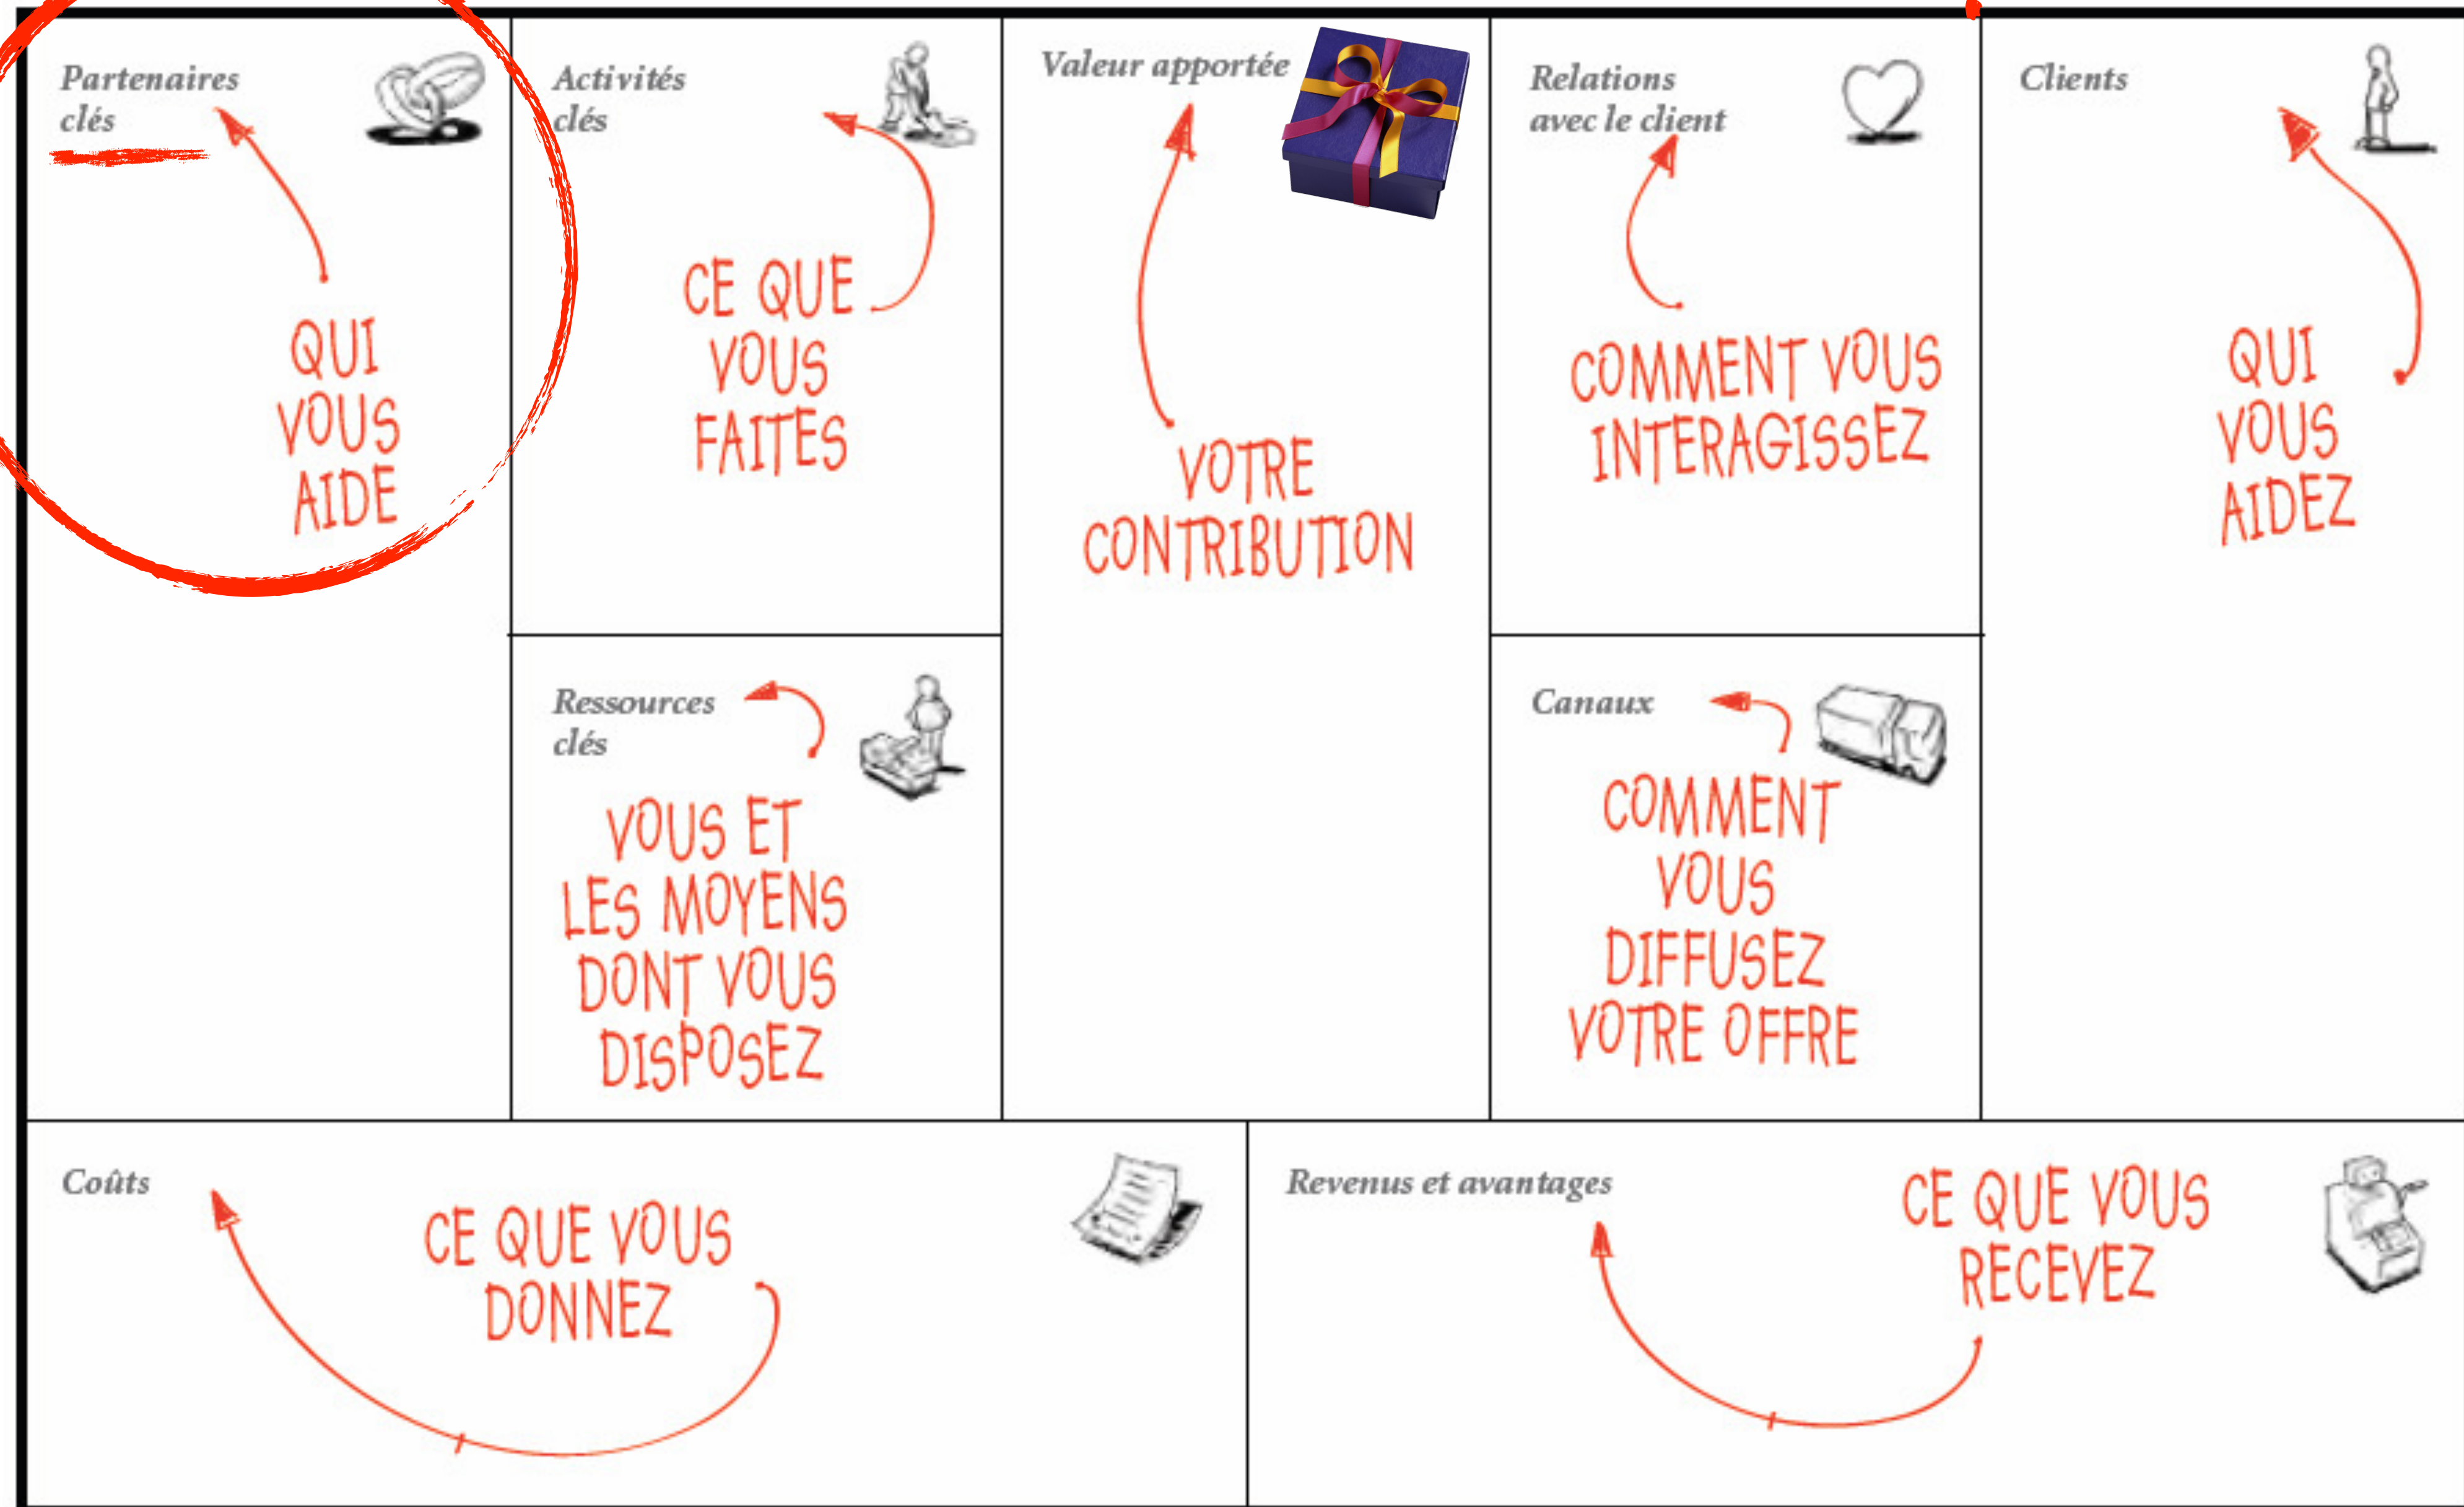 Partenaires
clés
QUI
VOUS
AIDE
Activités
clés
CE QUE
VOUS
FAITES
Ressources
clés
VOUS ET
LES MOYENS
DONT VOUS
DISPOSEZ
Valeur apportée
VOTRE
CONTRIBUTION
Relations
avec le client
COMMENT VOUS
INTERAGISSEZ
Canaux
COMMENT
VOUS
DIFFUSEZ
VOTRE OFFRE
Clients
QUI
VOUS
AIDEZ
Coûts
CE QUE VOUS
DONNEZ
Revenus et avantages
CE QUE VOUS
RECEVEZ